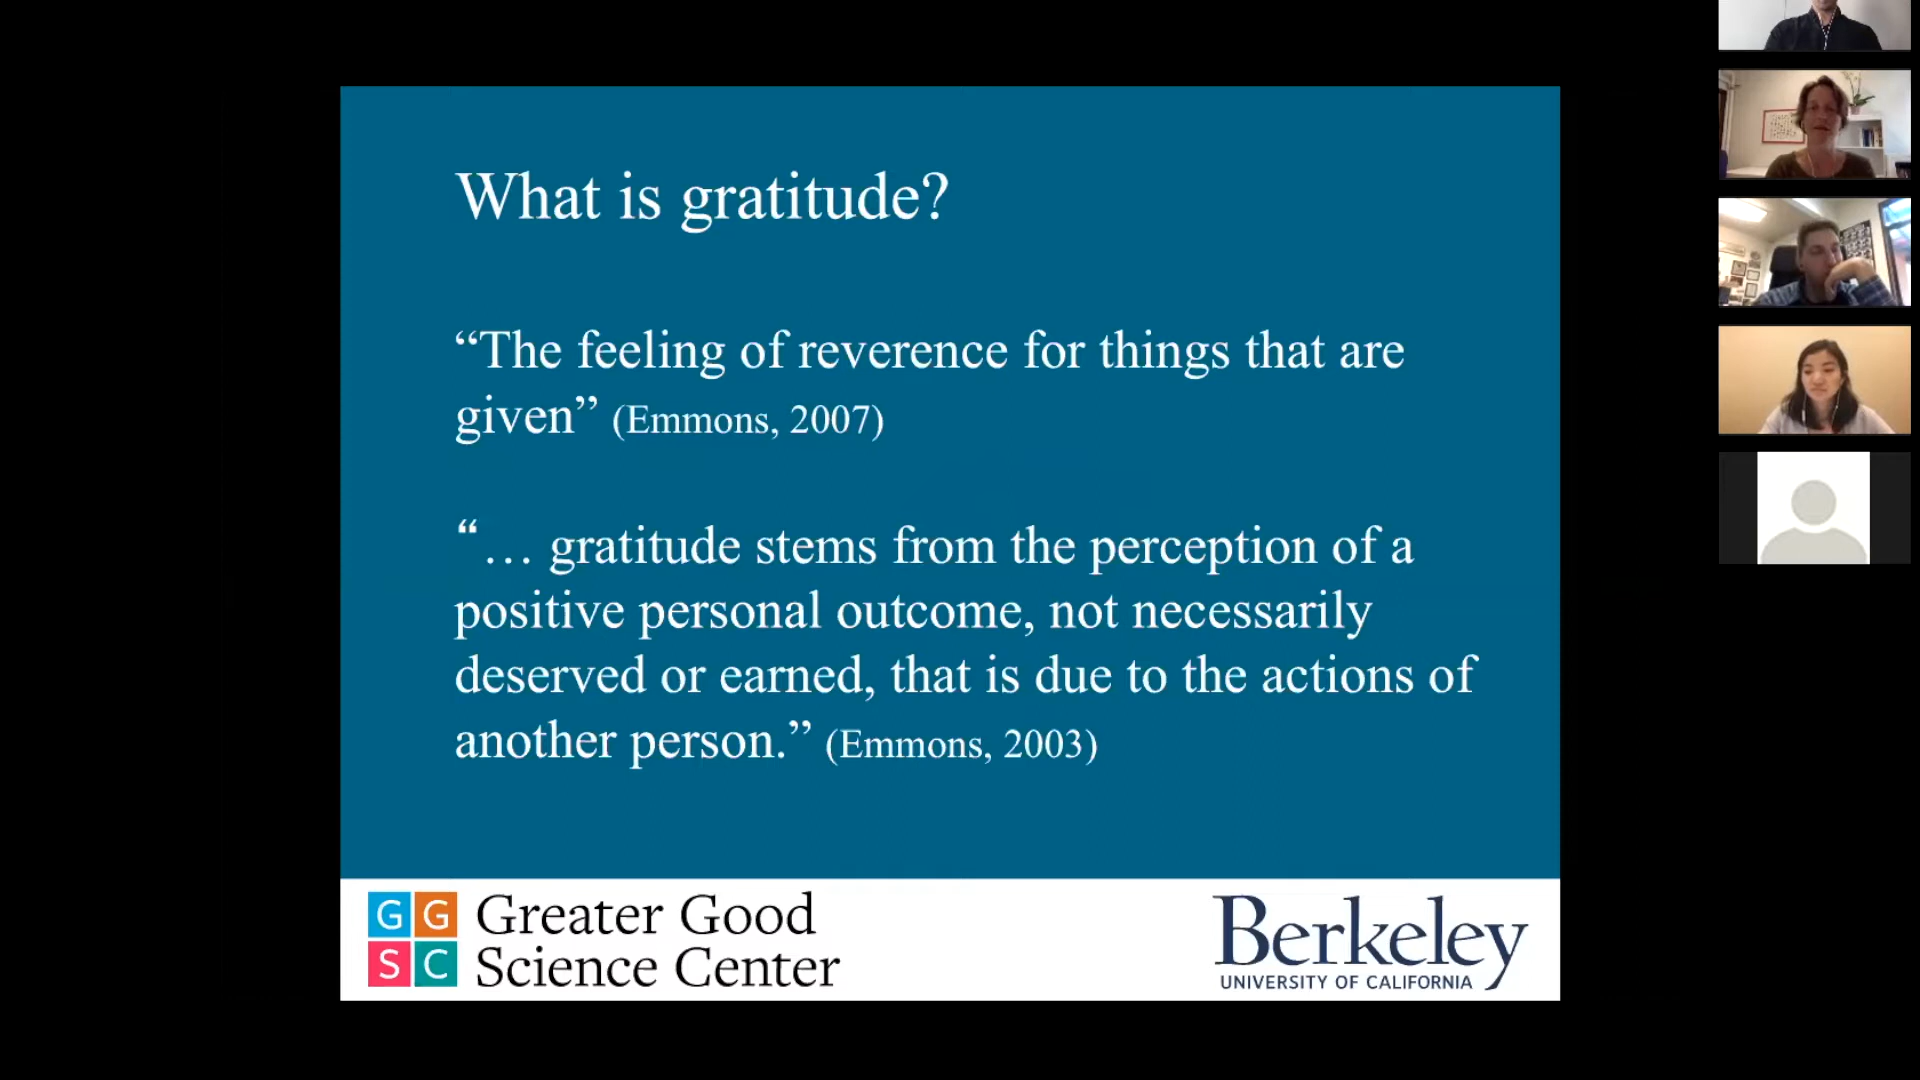 What is gratitude?
“The feeling of reverence for things that are
given” (Emmons, 2007)
“… gratitude stems from the perception of a
positive personal outcome, not necessarily
deserved or earned, that is due to the actions of
another person.” (Emmons, 2003)
G G
S C
Greater Good
Science Center
Berkeley
UNIVERSITY OF CALIFORNIA